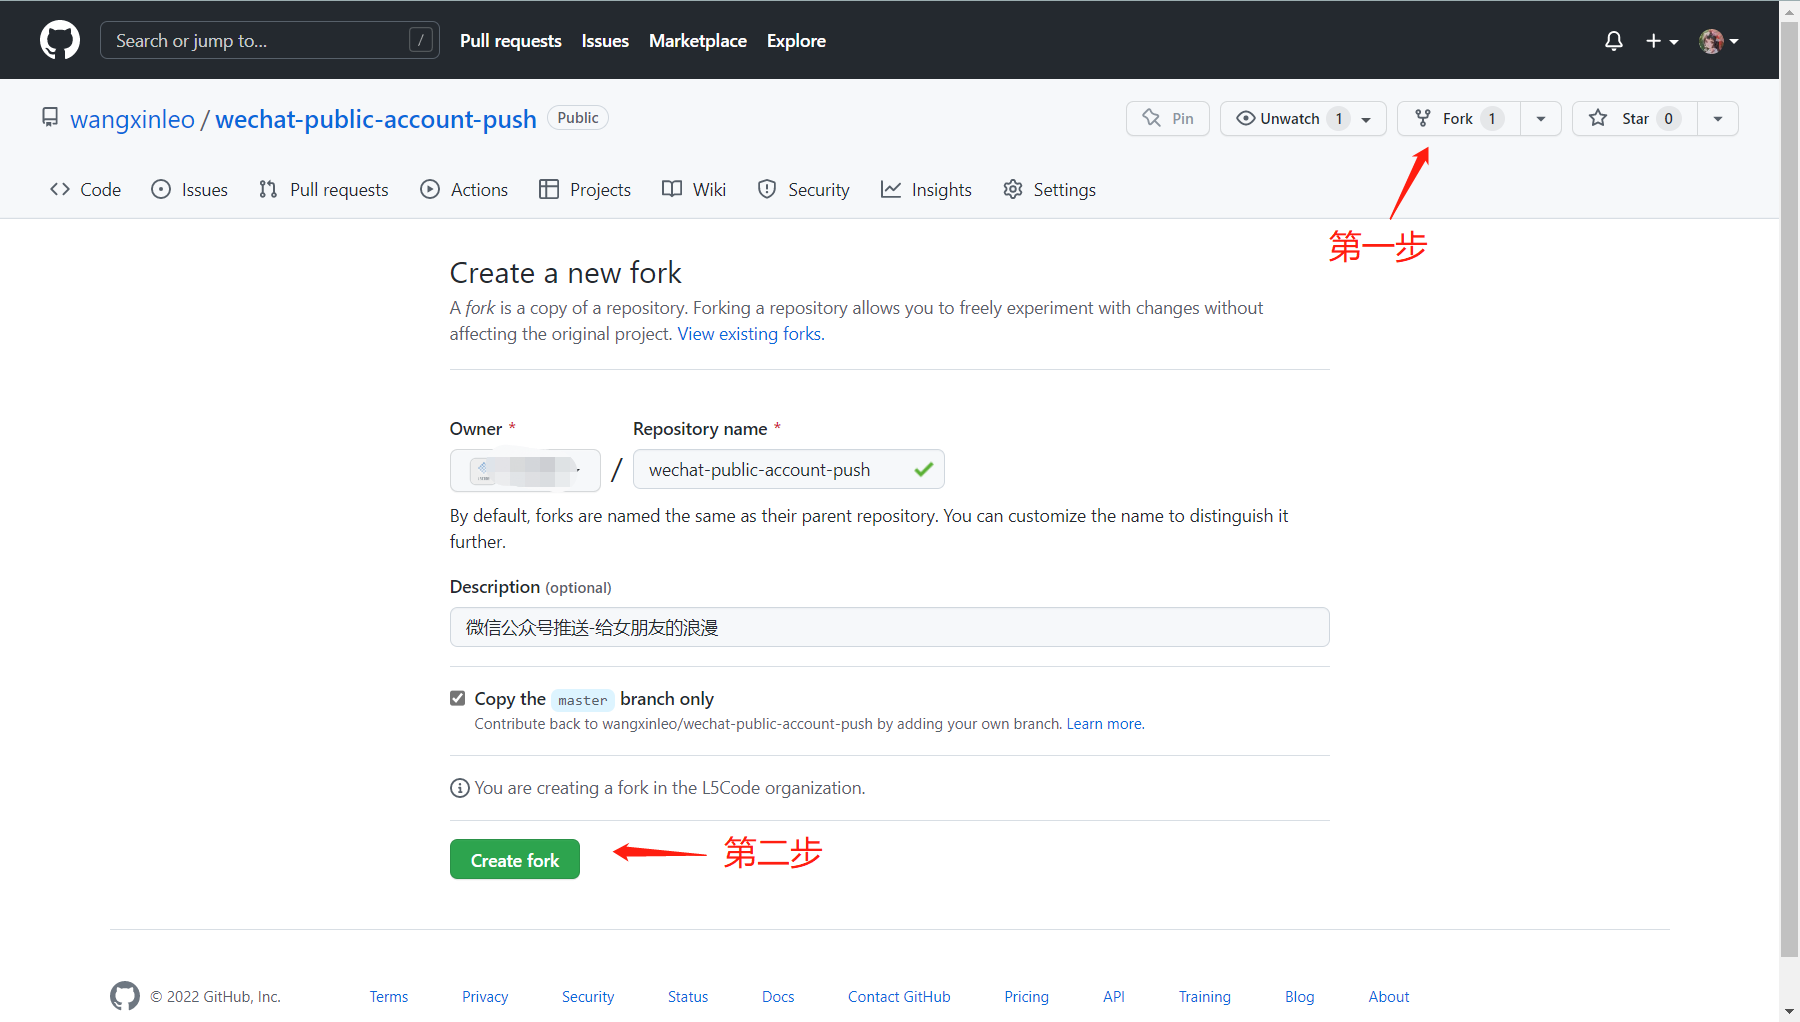 Search or jump to... /
Pull requests Issues Marketplace Explore
wangxinleo / wechat-public-account-push Public
Pin Unwatch 1 Fork 1 Star 0
Code Issues Pull requests Actions Projects Wiki Security Insights Settings
第一步
Create a new fork
A fork is a copy of a repository. Forking a repository allows you to freely experiment with changes without
affecting the original project. View existing forks.
Owner * Repository name *
/ wechat-public-account-push
By default, forks are named the same as their parent repository. You can customize the name to distinguish it
further.
Description (optional)
微信公众号推送-给女朋友的浪漫
Copy the master branch only
Contribute back to wangxinleo/wechat-public-account-push by adding your own branch. Learn more.
You are creating a fork in the L5Code organization.
Create fork
第二步
© 2022 GitHub, Inc. Terms Privacy Security Status Docs Contact GitHub Pricing API Training Blog About